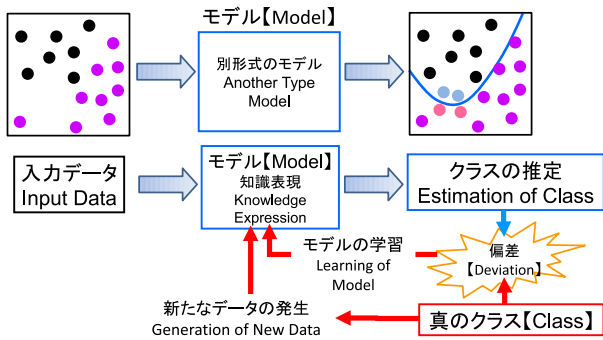 モデル【Model】
別形式のモデル
Another Type
Model
入力データ
Input Data
モデル【Model】
知識表現
Knowledge
Expression
クラスの推定
Estimation of Class
モデルの学習
Learning of
Model
偏差
【Deviation】
新たなデータの発生
Generation of New Data
真のクラス【Class】